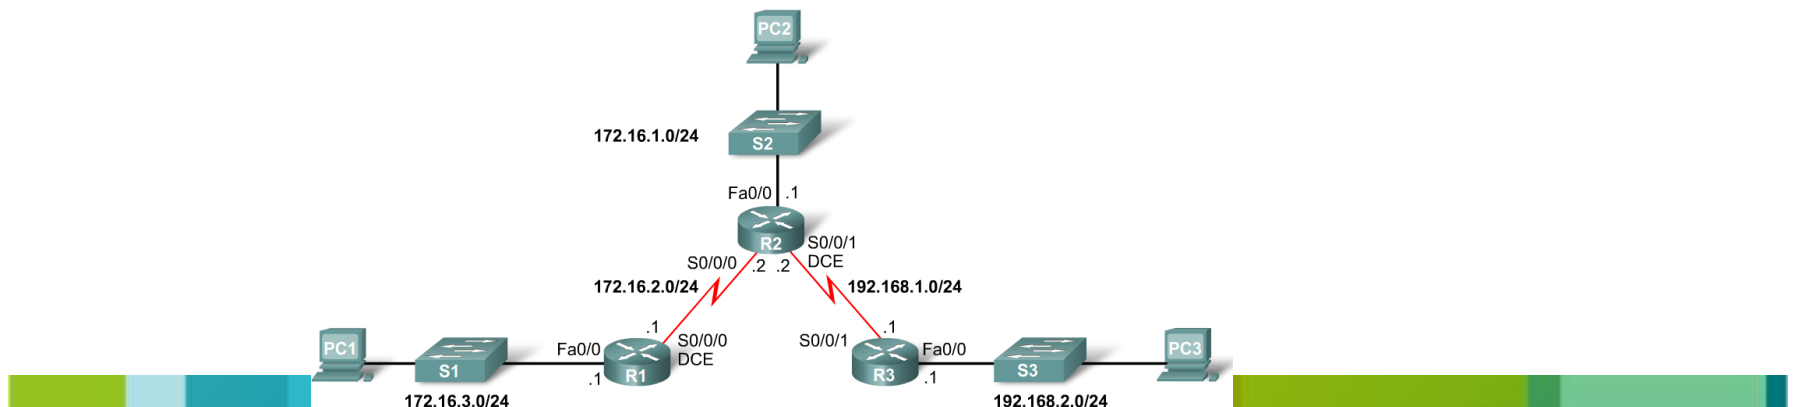 PC2
172.16.1.0/24
S2
Fa0/0 .1
R2
S0/0/1
DCE
S0/0/0
.2 .2
172.16.2.0/24
192.168.1.0/24
.1
S0/0/0
DCE
S0/0/1
.1
PC1
S1
Fa0/0
.1
R1
R3
Fa0/0
.1
S3
PC3
172.16.3.0/24
192.168.2.0/24